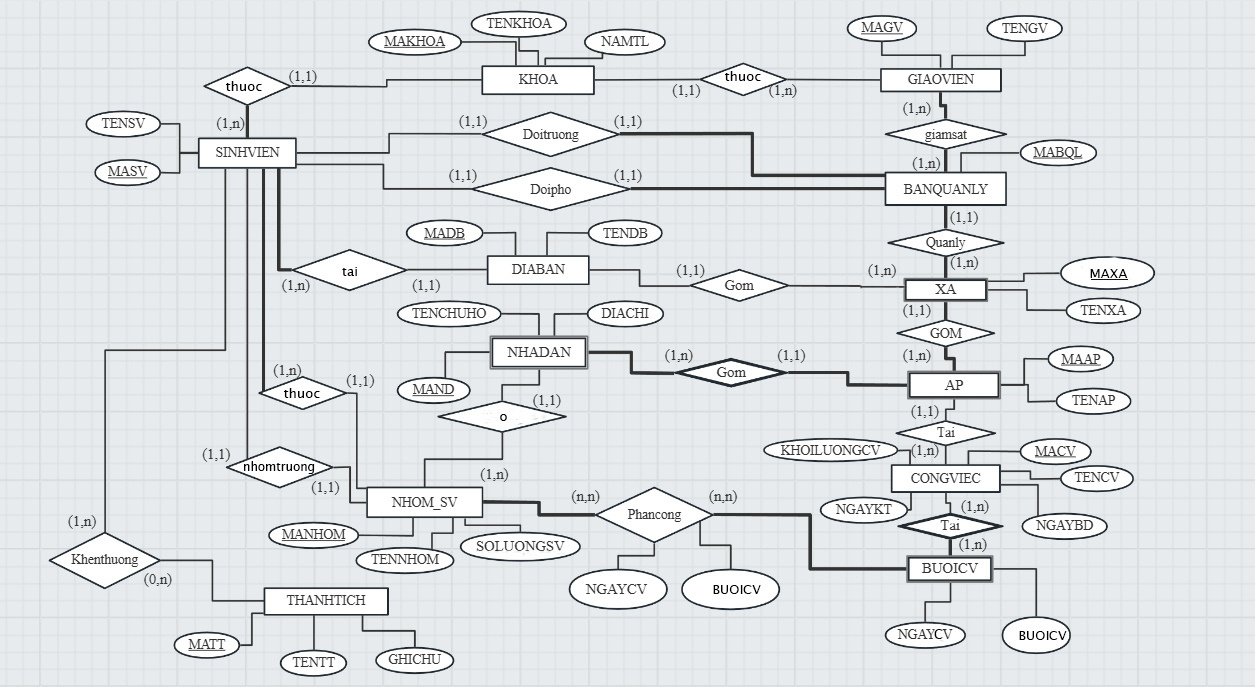 TENKHOA
MAKHOA
NAMTL
MAGV
TENGV
KHOA
thuoc
(1,1)
(1,1)
thuoc
(1,n)
GIAOVIEN
(1,n)
(1,n)
TENSV
SINHVIEN
MASV
(1,1)
Doitruong
(1,1)
giamsat
(1,n)
MABQL
(1,1)
Doipho
(1,1)
BANQUANLY
(1,1)
MADB
TENDB
Quanly
(1,n)
tai
(1,n)
(1,1)
DIABAN
(1,1)
Gom
(1,n)
XA
MAXA
TENXA
(1,1)
TENCHUHO
DIACHI
GOM
(1,n)
NHADAN
(1,n)
Gom
(1,1)
MAAP
AP
TENAP
MAND
(1,n)
thuoc
(1,1)
(1,1)
o
(1,1)
Tai
(1,n)
KHOILUONGCV
MACV
(1,1)
nhomtruong
(1,1)
(1,n)
CONGVIEC
TENCV
NHOM_SV
(n,n)
Phancong
(n,n)
NGAYKT
(1,n)
Tai
NGAYBD
(1,n)
MANHOM
TENNHOM
SOLUONGSV
(1,n)
Khenthuong
(0,n)
BUOICV
NGAYCV
BUOICV
THANHTICH
NGAYCV
BUOICV
MATT
TENTT
GHICHU